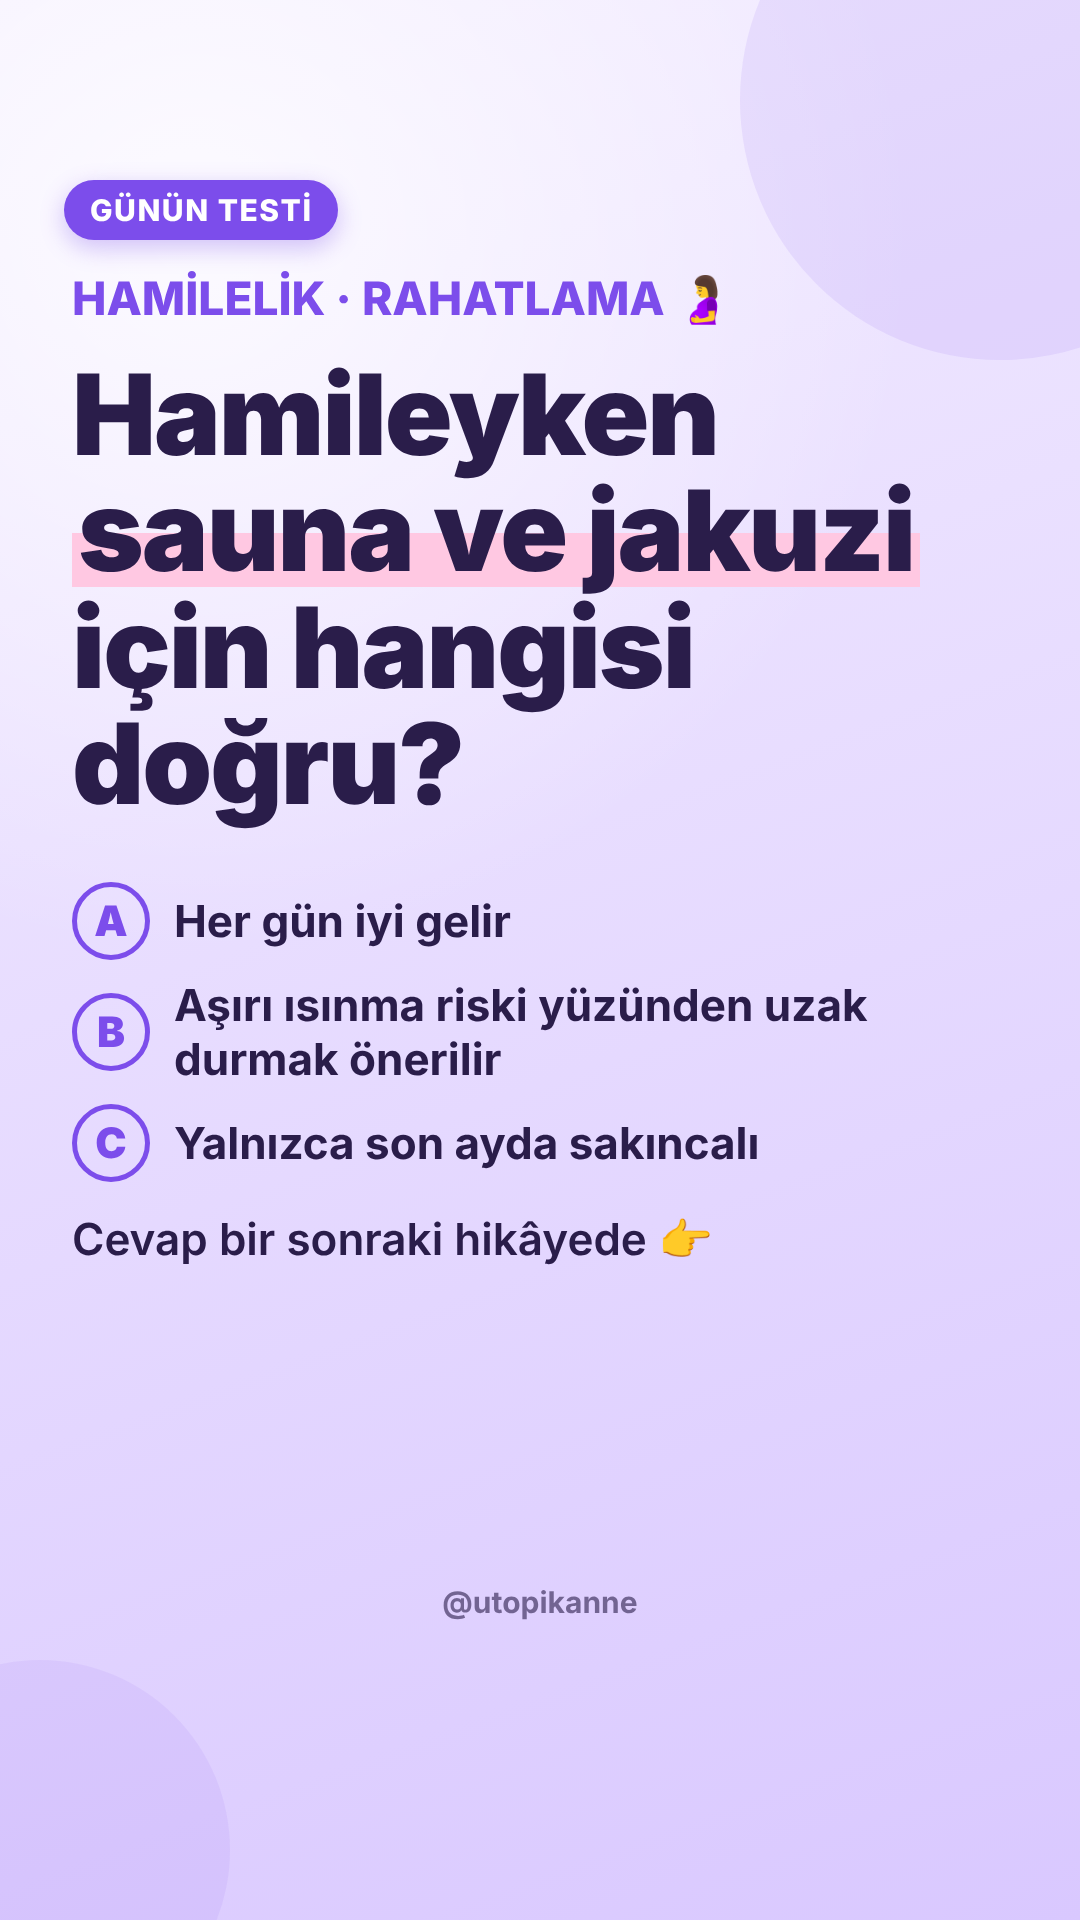 GÜNÜN TESTİ
HAMİLELİK · RAHATLAMA 🤰
Hamileyken
sauna ve jakuzi
için hangisi
doğru?
A Her gün iyi gelir
B Aşırı ısınma riski yüzünden uzak
durmak önerilir
C Yalnızca son ayda sakıncalı
Cevap bir sonraki hikâyede 👉
@utopikanne